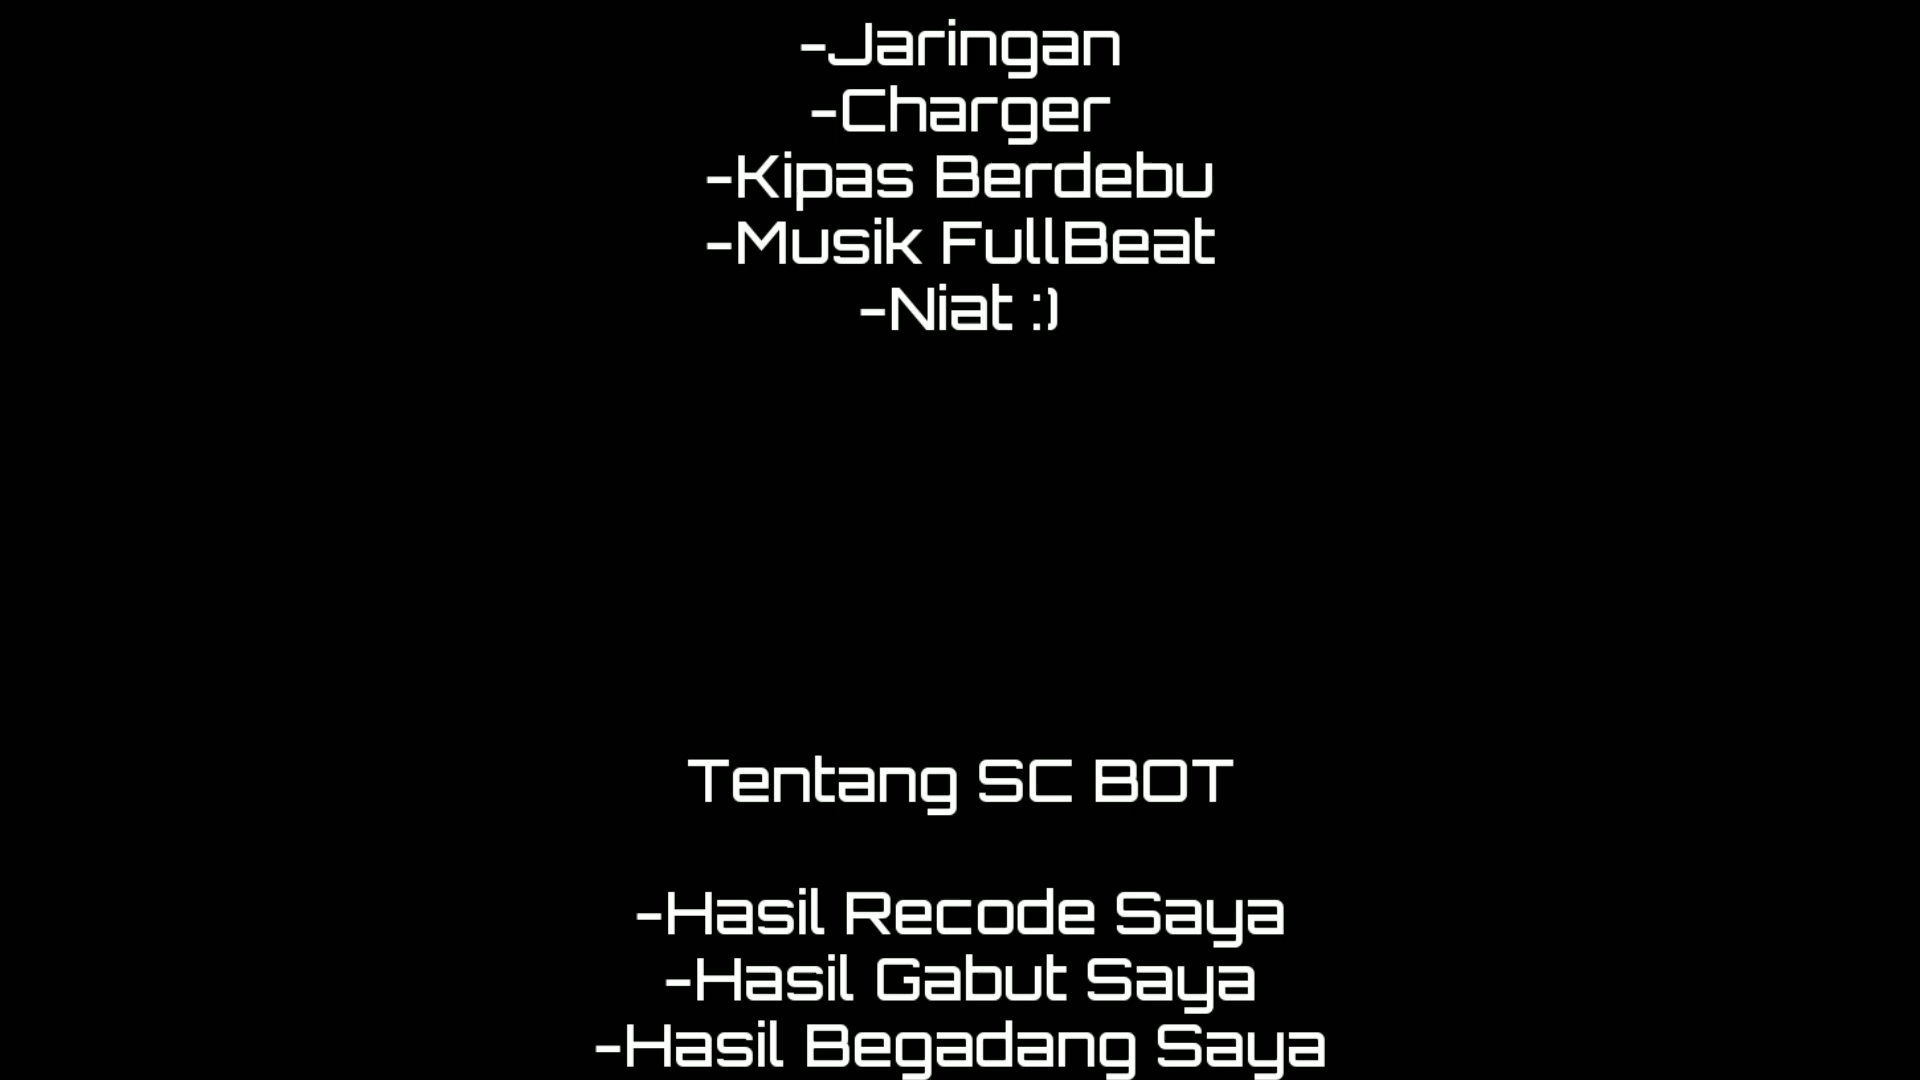 -Jaringan
-Charger
-Kipas Berdebu
-Musik FullBeat
-Niat :)
Tentang SC BOT
-Hasil Recode Saya
-Hasil Gabut Saya
-Hasil Begadang Saya